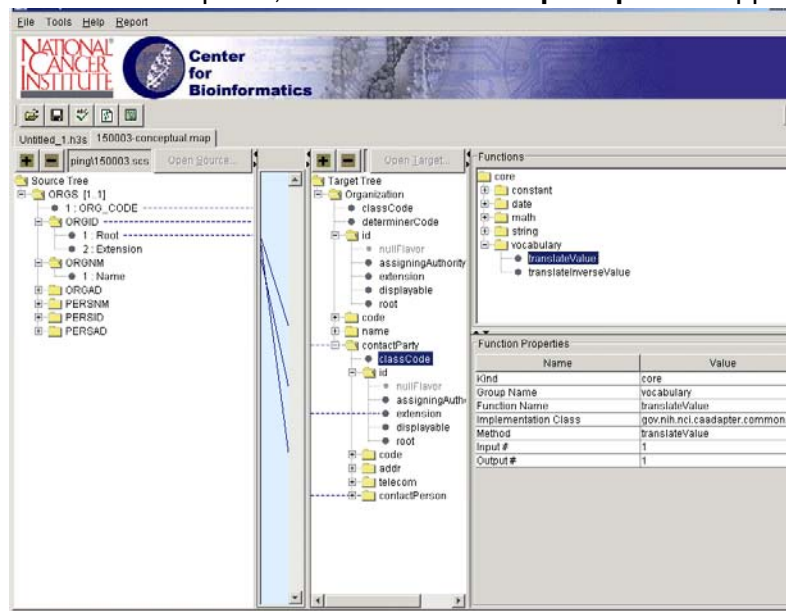 File Tools Help Report
NATIONAL
CANCER
INSTITUTE
Center
for
Bioinformatics
Untitled_1.h3s
150003-conceptual map
ping\150003.scs
Open Source...
Source Tree
ORGS [1..1]
1 : ORG_CODE
ORGID
1 : Root
2 : Extension
ORGNM
1 : Name
ORGAD
PERSNM
PERSID
PERSAD
Open Target...
Target Tree
Organization
classCode
determinerCode
id
nullFlavor
assigningAuthority
extension
displayable
root
code
name
contactParty
classCode
id
nullFlavor
assigningAuth
extension
displayable
root
code
addr
telecom
contactPerson
Functions
core
constant
date
math
string
vocabulary
translateValue
translateInverseValue
Function Properties
Name Value
Kind core
Group Name vocabulary
Function Name translateValue
Implementation Class gov.nih.nci.caadapter.common
Method translateValue
Input # 1
Output # 1